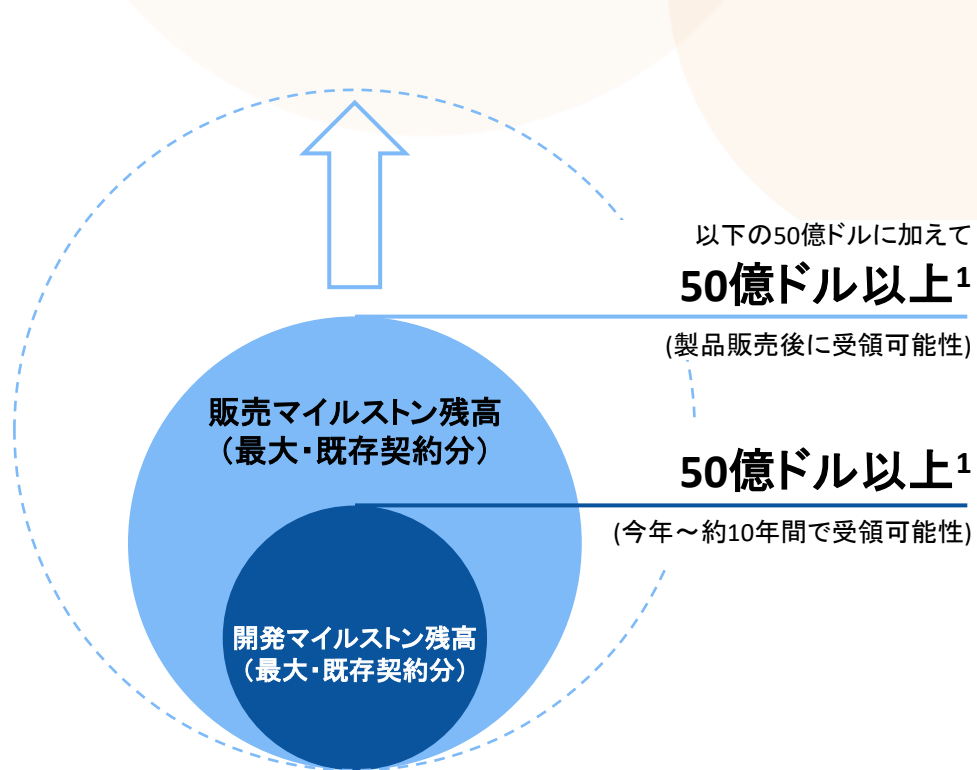 以下の50億ドルに加えて
50億ドル以上1
(製品販売後に受領可能性)
販売マイルストン残高
（最大・既存契約分）
50億ドル以上1
(今年～約10年間で受領可能性)
開発マイルストン残高
（最大・既存契約分）